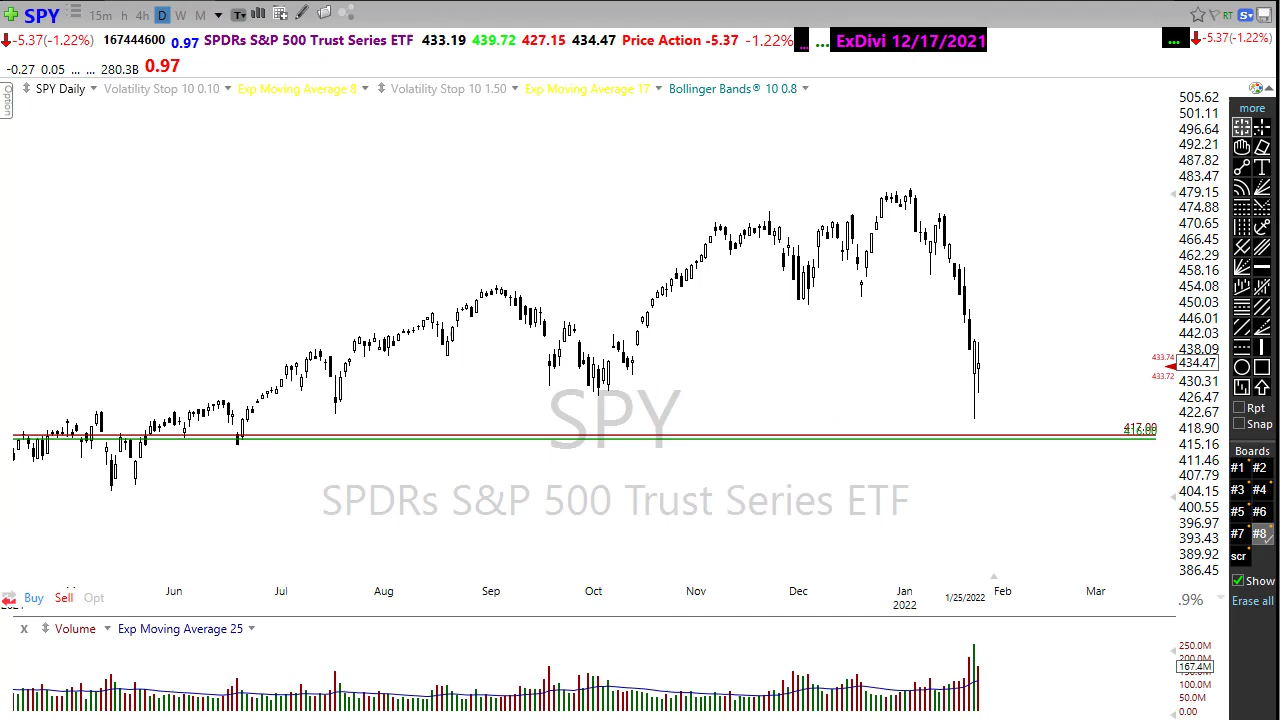 SPY 15m h 4h D W M T RT S
-5.37(-1.22%) 167444600 0.97 SPDRs S&P 500 Trust Series ETF 433.19 439.72 427.15 434.47 Price Action -5.37 -1.22% ... ... ExDivi 12/17/2021 ... -5.37(-1.22%)
-0.27 0.05 ... ... 280.3B 0.97
Option
SPY Daily Volatility Stop 10 0.10 Exp Moving Average 8 Volatility Stop 10 1.50 Exp Moving Average 17 Bollinger Bands® 10 0.8
505.62
501.11
496.64
492.21
487.82
483.47
479.15
474.88
470.65
466.45
462.29
458.16
454.08
450.03
446.01
442.03
438.09
433.74
434.47
433.72
430.31
426.47
422.67
418.90
417.00
416.00
415.16
411.46
407.79
404.15
400.55
396.97
393.43
389.92
386.45
SPY
SPDRs S&P 500 Trust Series ETF
more
Rpt
Snap
Boards
#1 #2
#3 #4
#5 #6
#7 #8
scr
Show
Erase all
Jun Jul Aug Sep Oct Nov Dec Jan Feb Mar
2022 1/25/2022
Buy Sell Opt
.9%
X Volume Exp Moving Average 25
250.0M
200.0M
167.4M
100.0M
50.0M
0.00